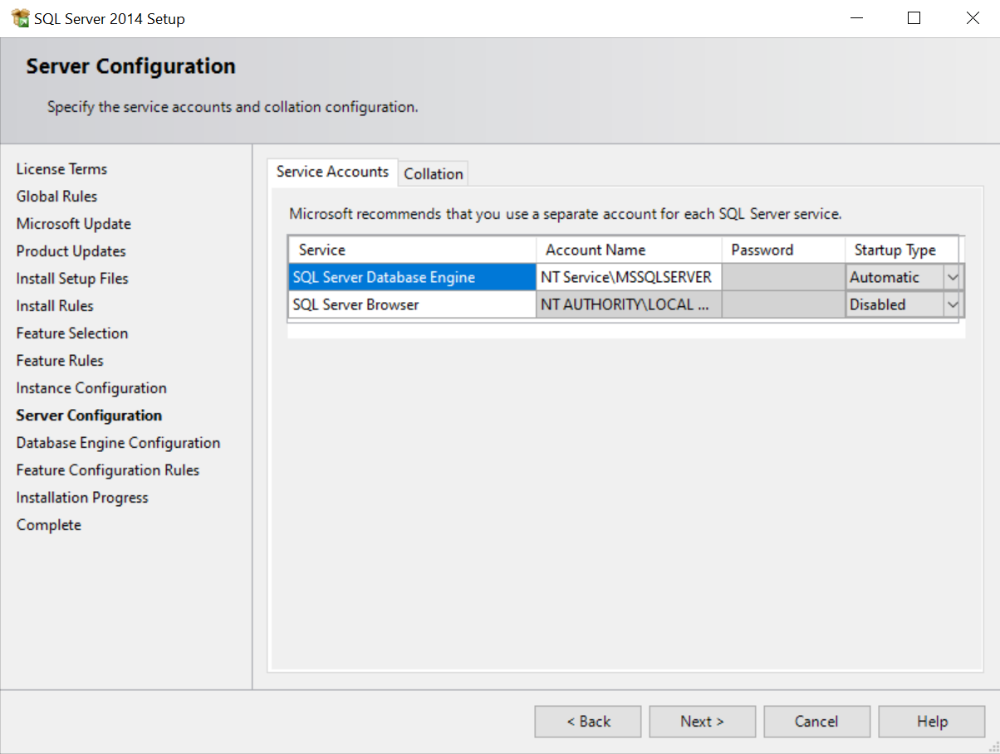 SQL Server 2014 Setup
Server Configuration
Specify the service accounts and collation configuration.
License Terms
Global Rules
Microsoft Update
Product Updates
Install Setup Files
Install Rules
Feature Selection
Feature Rules
Instance Configuration
Server Configuration
Database Engine Configuration
Feature Configuration Rules
Installation Progress
Complete
Service Accounts Collation
Microsoft recommends that you use a separate account for each SQL Server service.
Service Account Name Password Startup Type
SQL Server Database Engine NT Service\MSSQLSERVER Automatic
SQL Server Browser NT AUTHORITY\LOCAL ... Disabled
< Back Next > Cancel Help